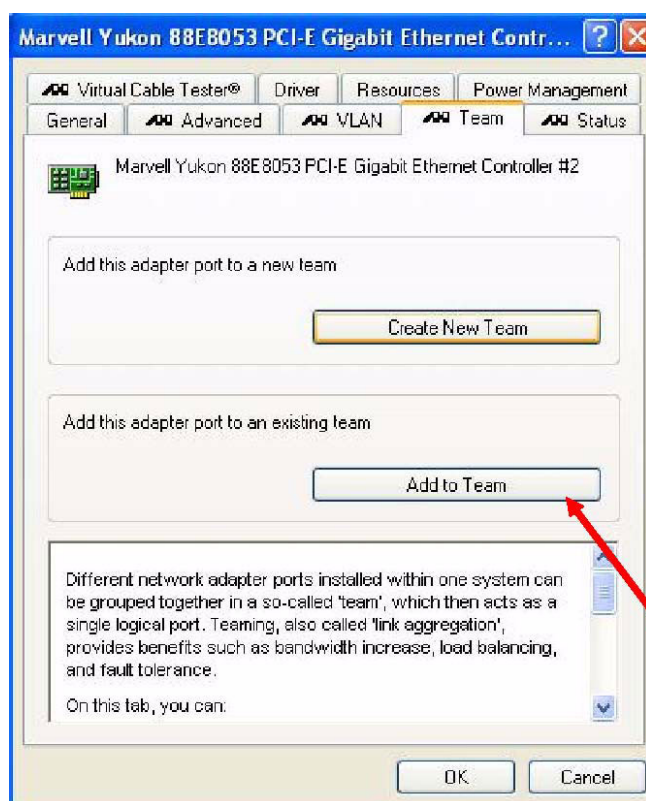 Marvell Yukon 88E8053 PCI-E Gigabit Ethernet Contr...
Virtual Cable Tester® Driver Resources Power Management
General Advanced VLAN Team Status
Marvell Yukon 88E8053 PCI-E Gigabit Ethernet Controller #2
Add this adapter port to a new team
Create New Team
Add this adapter port to an existing team
Add to Team
Different network adapter ports installed within one system can
be grouped together in a so-called 'team', which then acts as a
single logical port. Teaming, also called 'link aggregation',
provides benefits such as bandwidth increase, load balancing,
and fault tolerance.
On this tab, you can:
OK Cancel